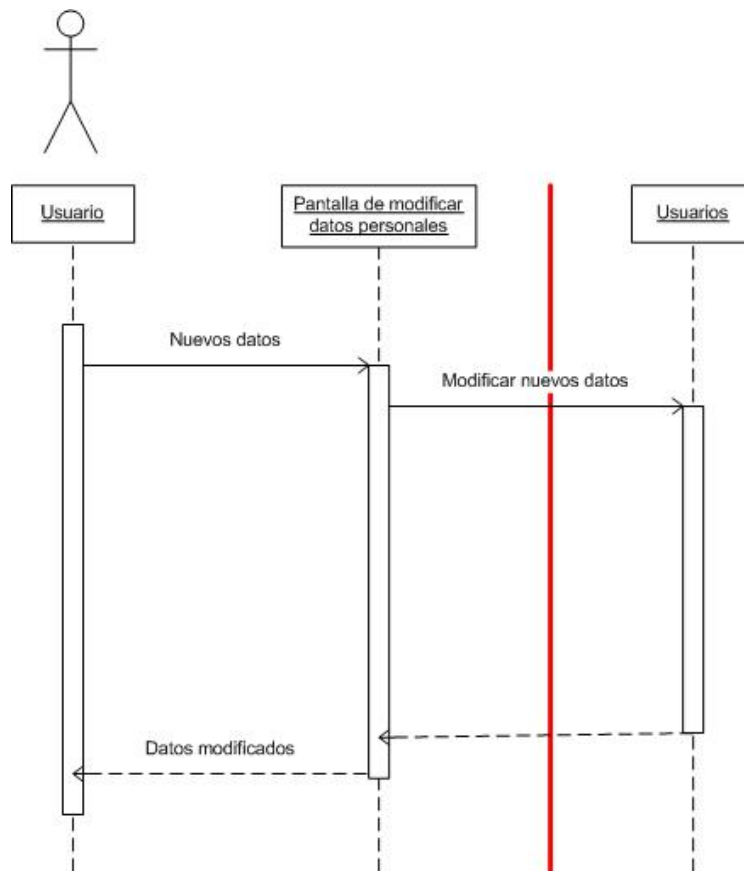 Usuario
Pantalla de modificar
datos personales
Usuarios
Nuevos datos
Modificar nuevos datos
Datos modificados